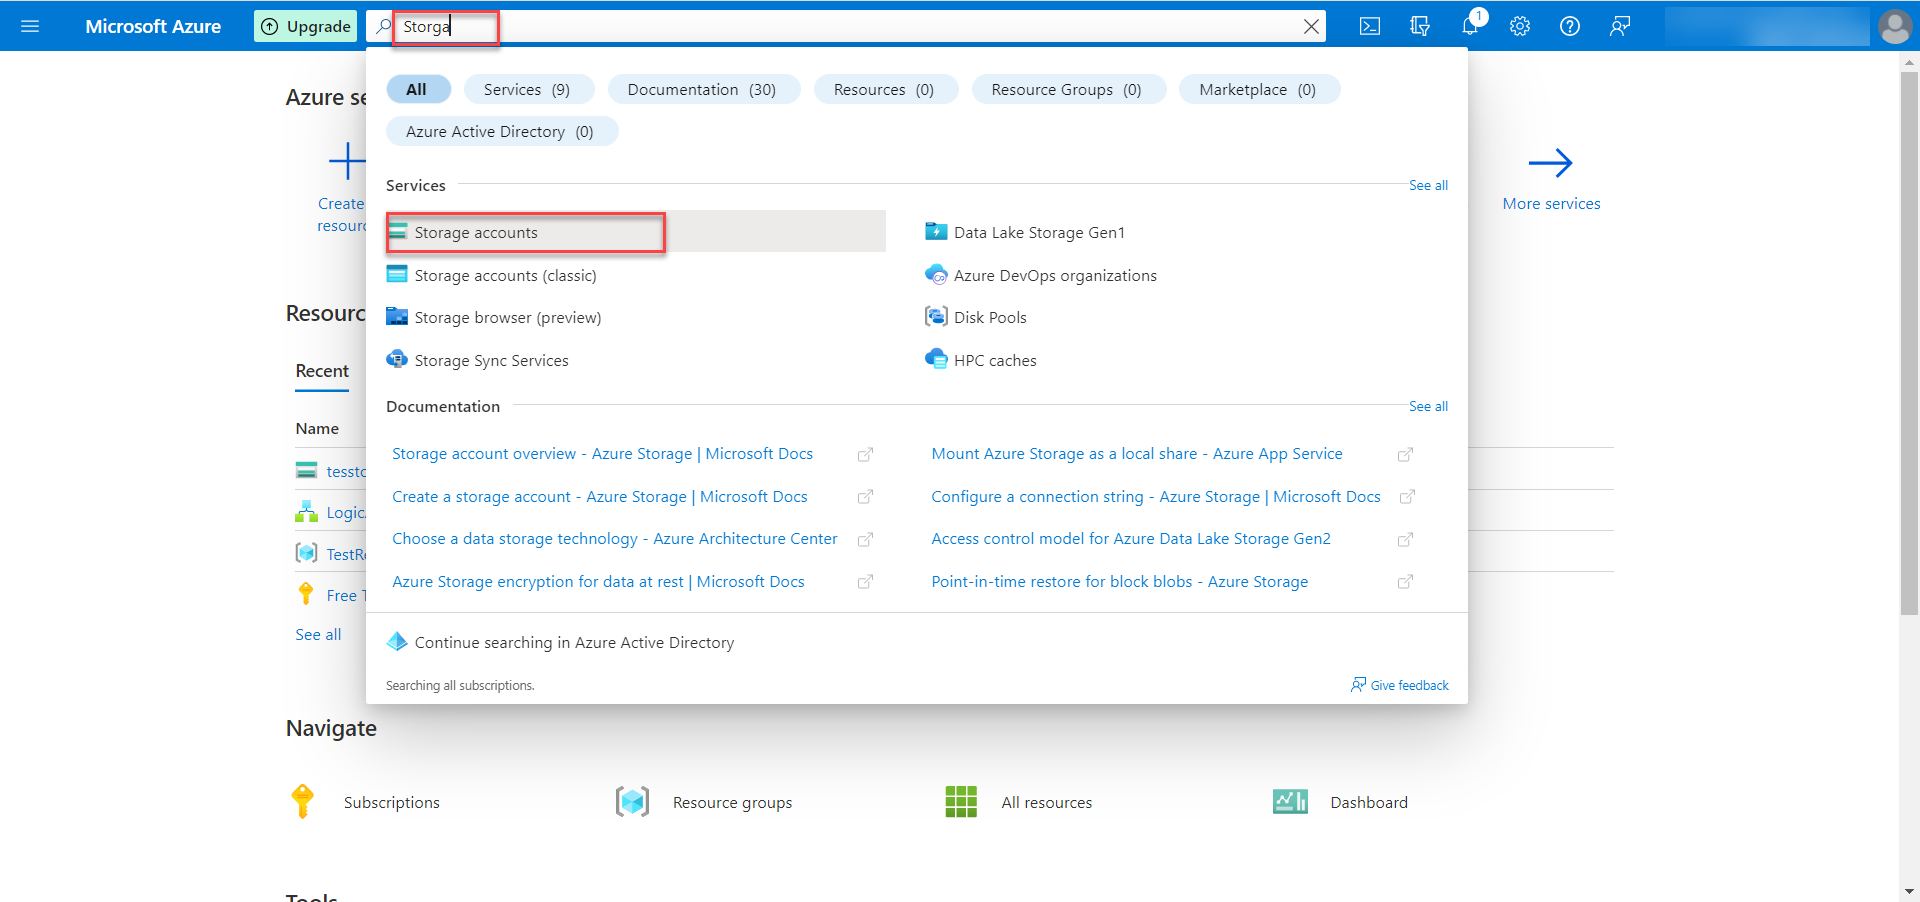 Microsoft Azure
Upgrade
Storga
1
Azure se
All
Services (9)
Documentation (30)
Resources (0)
Resource Groups (0)
Marketplace (0)
Azure Active Directory (0)
Create
resour
More services
Services
See all
Storage accounts
Data Lake Storage Gen1
Storage accounts (classic)
Azure DevOps organizations
Storage browser (preview)
Disk Pools
Storage Sync Services
HPC caches
Resourc
Recent
Name
tessto
Logic
TestRe
Free T
See all
Documentation
See all
Storage account overview - Azure Storage | Microsoft Docs
Mount Azure Storage as a local share - Azure App Service
Create a storage account - Azure Storage | Microsoft Docs
Configure a connection string - Azure Storage | Microsoft Docs
Choose a data storage technology - Azure Architecture Center
Access control model for Azure Data Lake Storage Gen2
Azure Storage encryption for data at rest | Microsoft Docs
Point-in-time restore for block blobs - Azure Storage
Continue searching in Azure Active Directory
Searching all subscriptions.
Give feedback
Navigate
Subscriptions
Resource groups
All resources
Dashboard
Tools